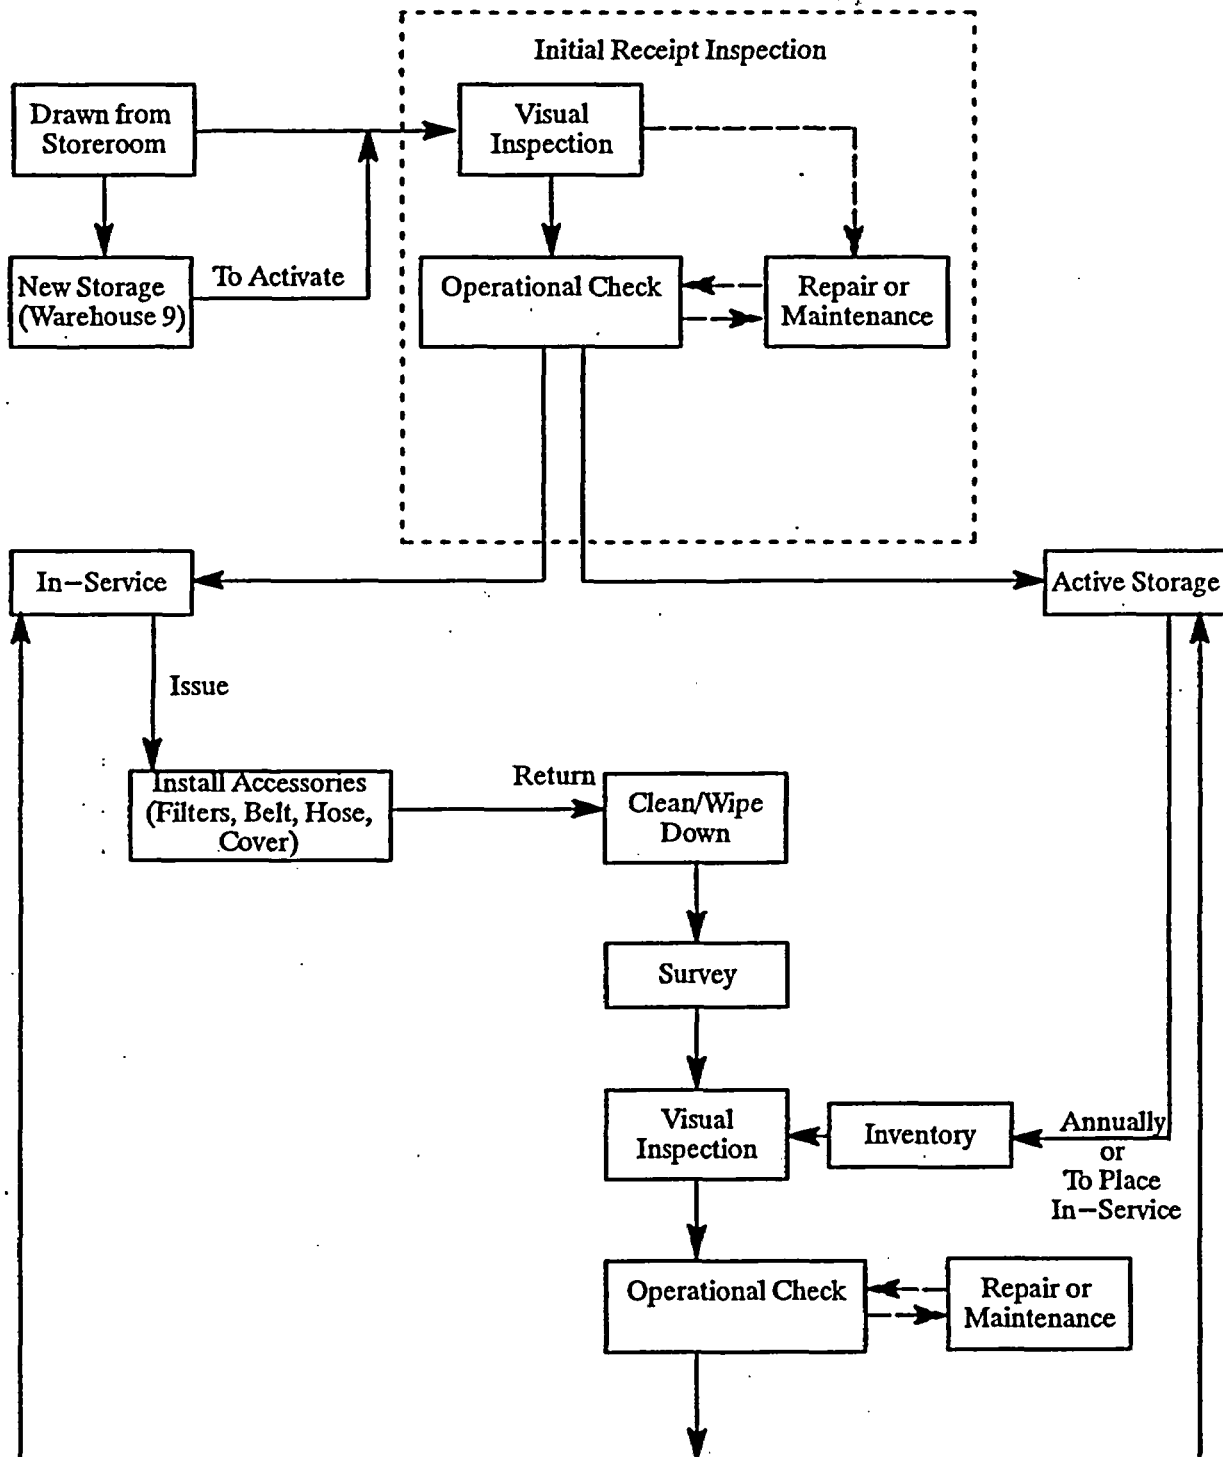 Initial Receipt Inspection
Drawn from
Storeroom
Visual
Inspection
New Storage
(Warehouse 9)
To Activate
Operational Check
Repair or
Maintenance
In-Service
Active Storage
Issue
Install Accessories
(Filters, Belt, Hose,
Cover)
Return
Clean/Wipe
Down
Survey
Visual
Inspection
Inventory
Annually
or
To Place
In-Service
Operational Check
Repair or
Maintenance